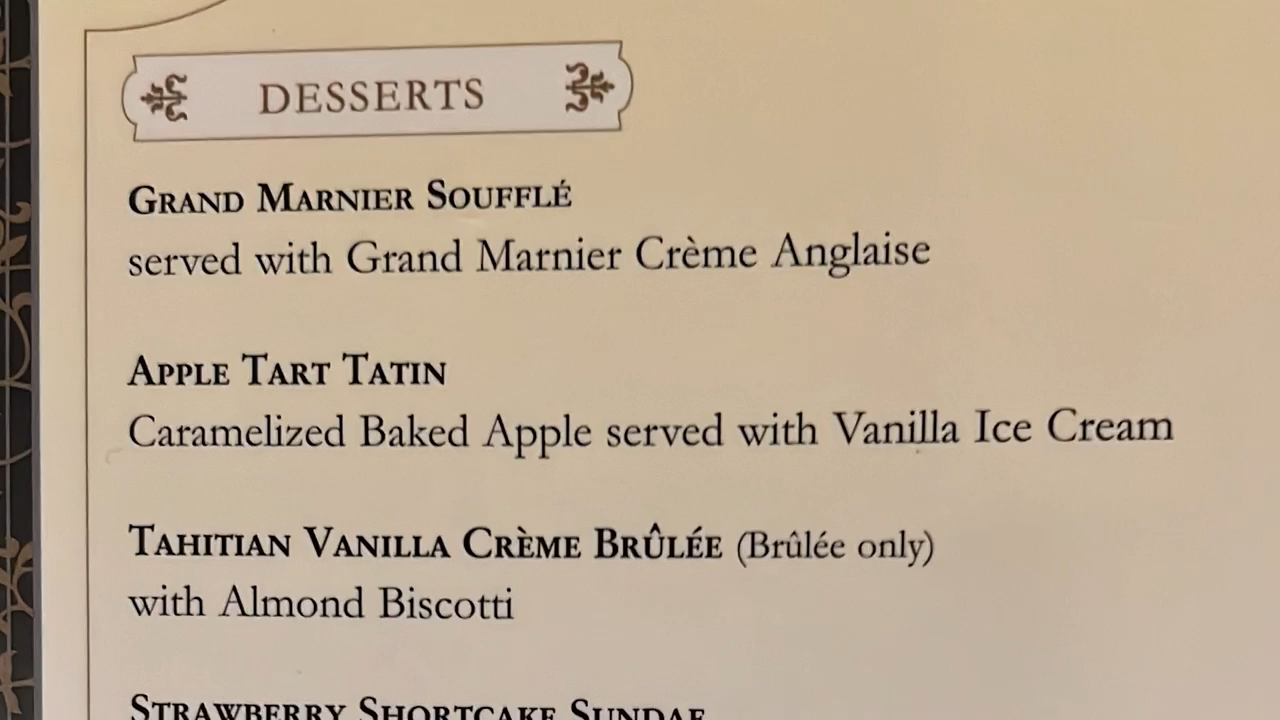 DESSERTS
GRAND MARNIER SOUFFLÉ
served with Grand Marnier Crème Anglaise
APPLE TART TATIN
Caramelized Baked Apple served with Vanilla Ice Cream
TAHITIAN VANILLA CRÈME BRÛLÉE (Brûlée only)
with Almond Biscotti
STRAWBERRY SHORTCAKE SUNDAE